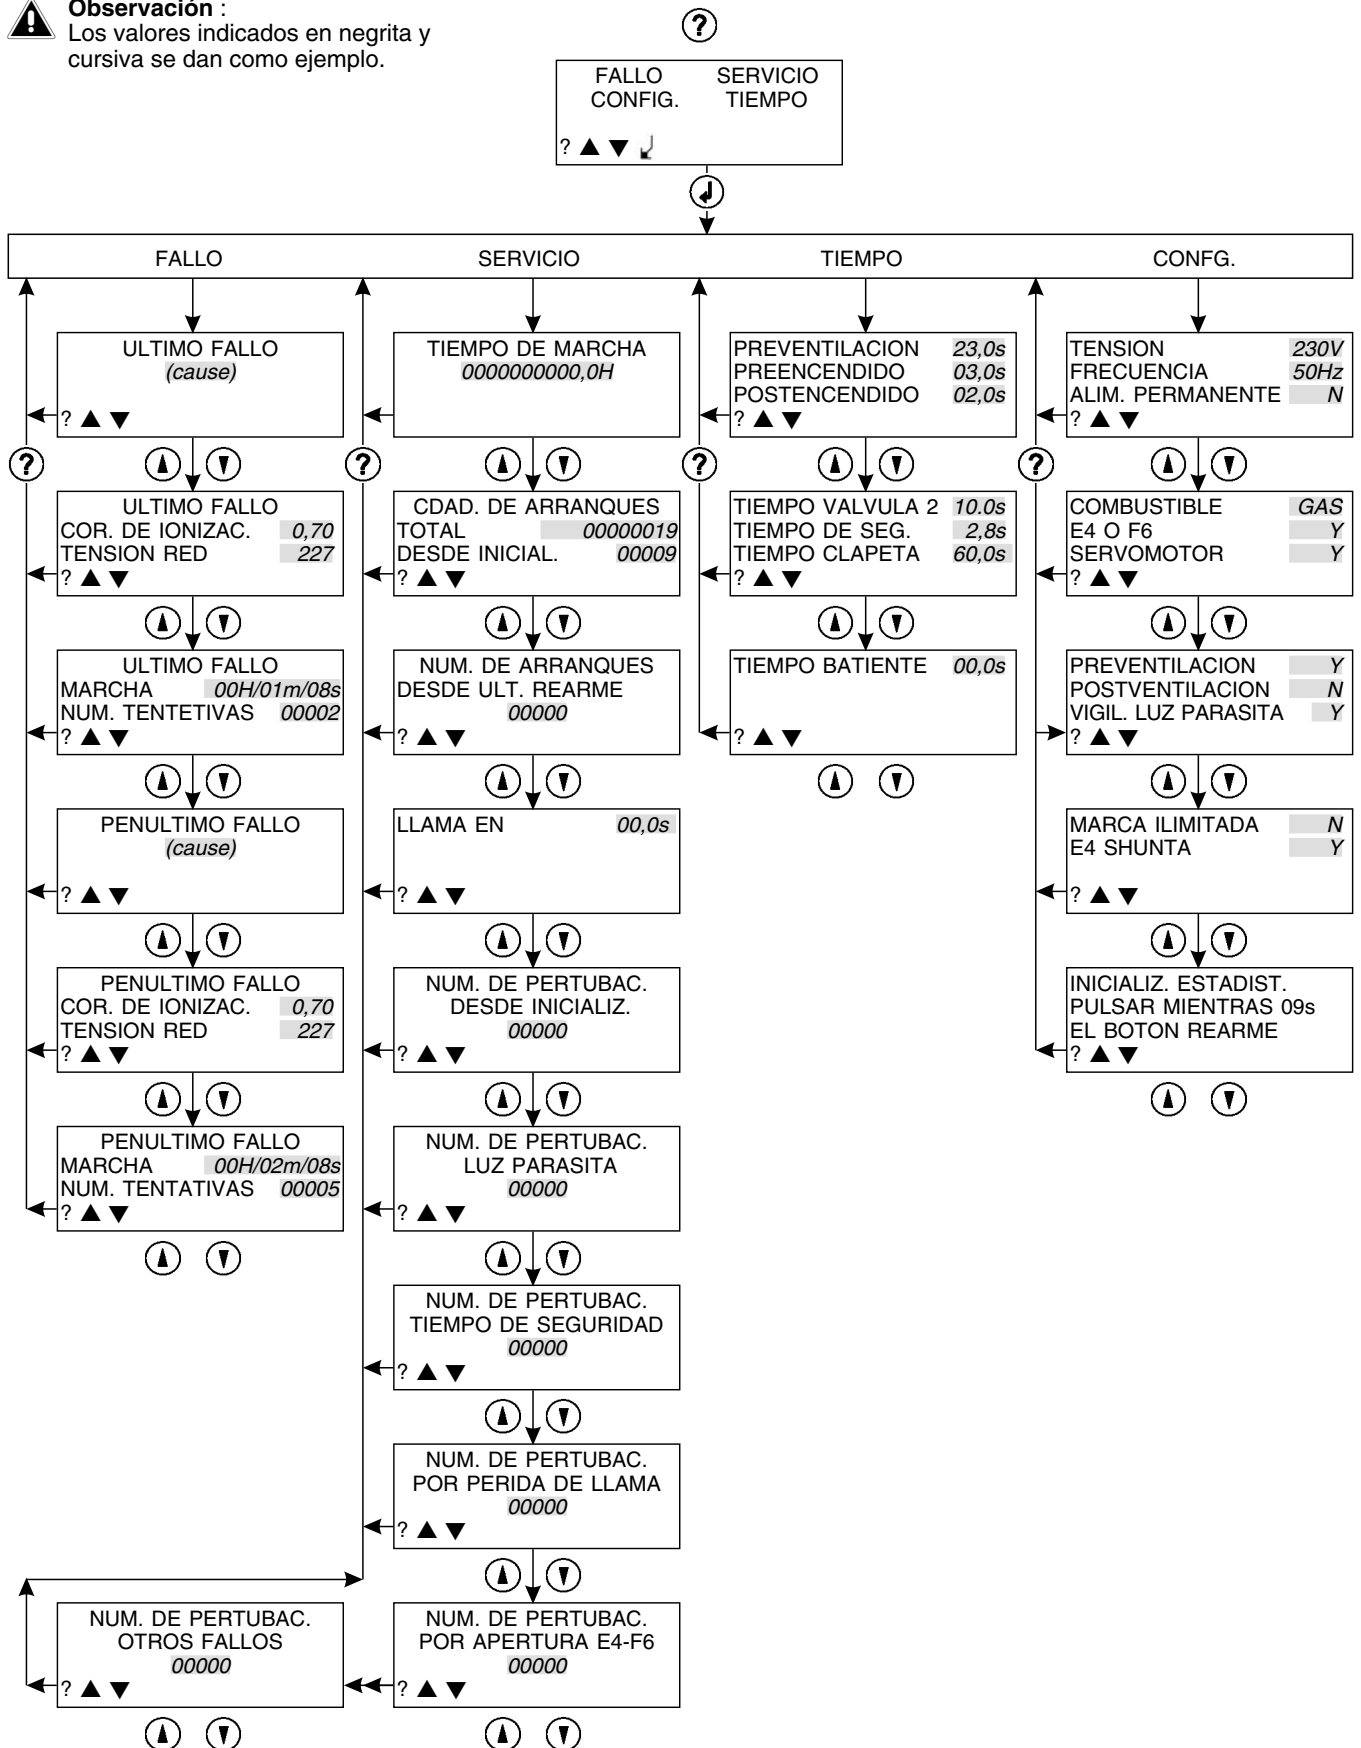 Observación :
Los valores indicados en negrita y
cursiva se dan como ejemplo.
?
FALLO SERVICIO
CONFIG. TIEMPO
? ▲ ▼
FALLO SERVICIO TIEMPO CONFG.
ULTIMO FALLO
(cause)
? ▲ ▼
?
ULTIMO FALLO
COR. DE IONIZAC. 0,70
TENSION RED 227
? ▲ ▼
ULTIMO FALLO
MARCHA 00H/01m/08s
NUM. TENTETIVAS 00002
? ▲ ▼
PENULTIMO FALLO
(cause)
? ▲ ▼
PENULTIMO FALLO
COR. DE IONIZAC. 0,70
TENSION RED 227
? ▲ ▼
PENULTIMO FALLO
MARCHA 00H/02m/08s
NUM. TENTATIVAS 00005
? ▲ ▼
TIEMPO DE MARCHA
0000000000,0H
? ▲ ▼
?
CDAD. DE ARRANQUES
TOTAL 00000019
DESDE INICIAL. 00009
? ▲ ▼
NUM. DE ARRANQUES
DESDE ULT. REARME
00000
? ▲ ▼
LLAMA EN 00,0s
? ▲ ▼
NUM. DE PERTUBAC.
DESDE INICIALIZ.
00000
? ▲ ▼
NUM. DE PERTUBAC.
LUZ PARASITA
00000
? ▲ ▼
NUM. DE PERTUBAC.
TIEMPO DE SEGURIDAD
00000
? ▲ ▼
NUM. DE PERTUBAC.
POR PERIDA DE LLAMA
00000
? ▲ ▼
NUM. DE PERTUBAC.
POR APERTURA E4-F6
00000
? ▲ ▼
NUM. DE PERTUBAC.
OTROS FALLOS
00000
? ▲ ▼
PREVENTILACION 23,0s
PREENCENDIDO 03,0s
POSTENCENDIDO 02,0s
? ▲ ▼
?
TIEMPO VALVULA 2 10.0s
TIEMPO DE SEG. 2,8s
TIEMPO CLAPETA 60,0s
? ▲ ▼
TIEMPO BATIENTE 00,0s
? ▲ ▼
TENSION 230V
FRECUENCIA 50Hz
ALIM. PERMANENTE N
? ▲ ▼
?
COMBUSTIBLE GAS
E4 O F6 Y
SERVOMOTOR Y
? ▲ ▼
PREVENTILACION Y
POSTVENTILACION N
VIGIL. LUZ PARASITA Y
? ▲ ▼
MARCA ILIMITADA N
E4 SHUNTA Y
? ▲ ▼
INICIALIZ. ESTADIST.
PULSAR MIENTRAS 09s
EL BOTON REARME
? ▲ ▼